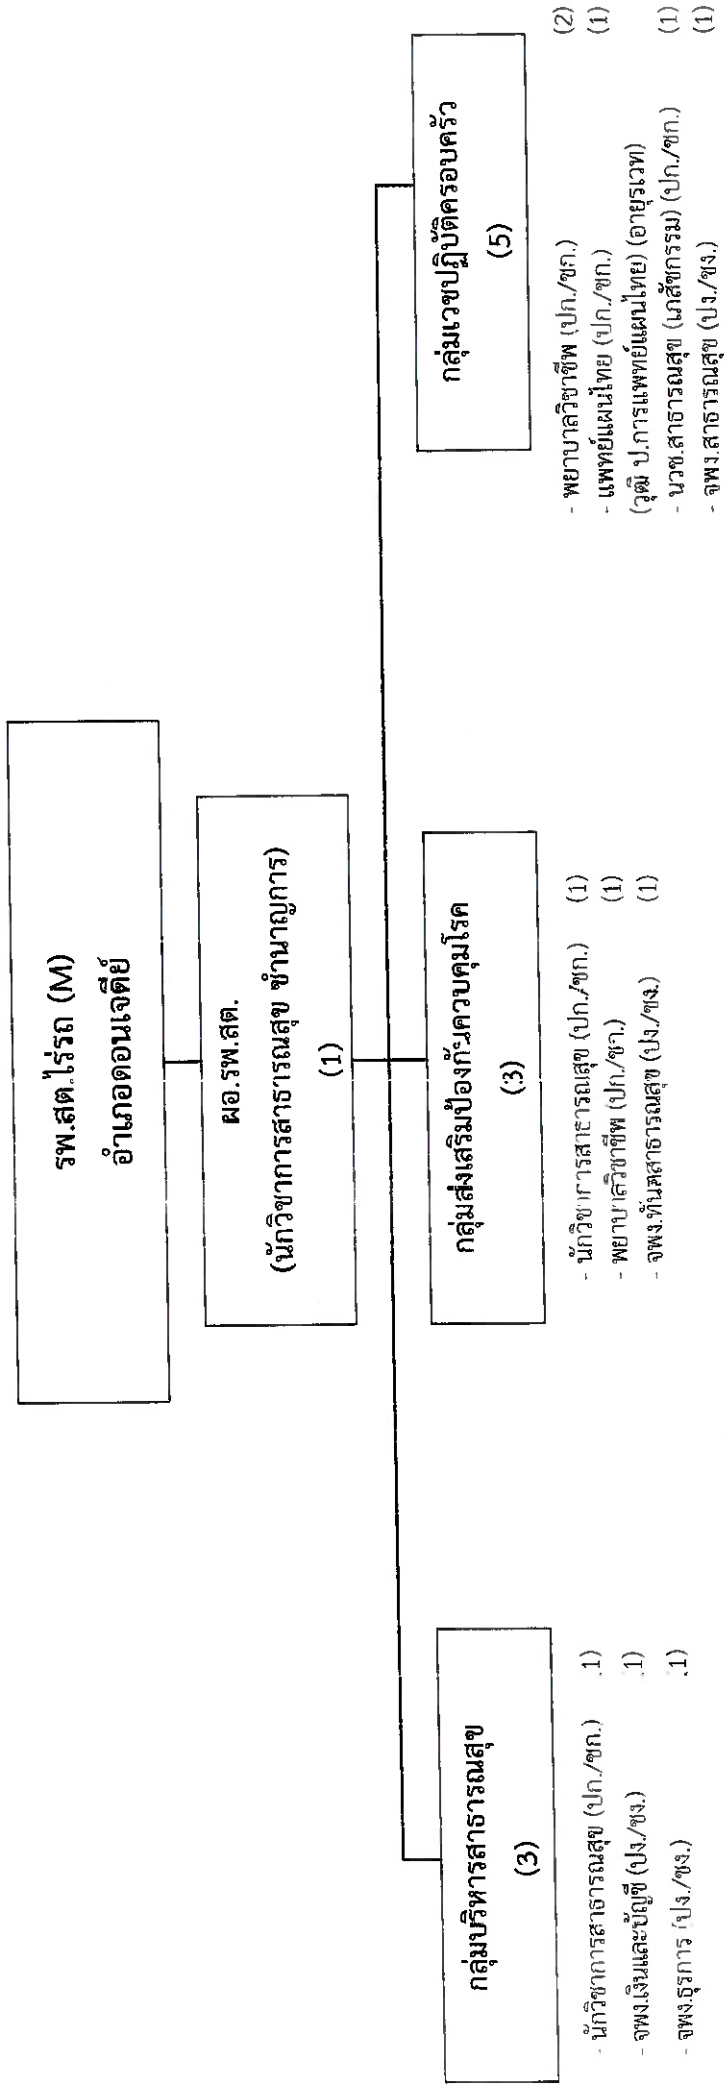 รพ.สต.ไร่รถ (M)
อำเภอดอนเจดีย์
ผอ.รพ.สต.
(นักวิชาการสาธารณสุข ชำนาญการ)
(1)
กลุ่มบริหารสาธารณสุข
(3)
- นักวิชาการสาธารณสุข (ปก./ชก.) (1)
- จพง.เงินและบัญชี (ปง./ชง.) (1)
- จพง.ธุรการ (ปง./ชง.) (1)
กลุ่มส่งเสริมป้องกันควบคุมโรค
(3)
- นักวิชาการสาธารณสุข (ปก./ชก.) (1)
- พยาบาลวิชาชีพ (ปก./ชก.) (1)
- จพง.ทันตสาธารณสุข (ปง./ชง.) (1)
กลุ่มเวชปฏิบัติครอบครัว
(5)
- พยาบาลวิชาชีพ (ปก./ชก.) (2)
- แพทย์แผนไทย (ปก./ชก.) (1)
(วุฒิ ป.การแพทย์แผนไทย) (อายุรเวท)
- นวช.สาธารณสุข (เภสัชกรรม) (ปก./ชก.) (1)
- จพง.สาธารณสุข (ปง./ชง.) (1)